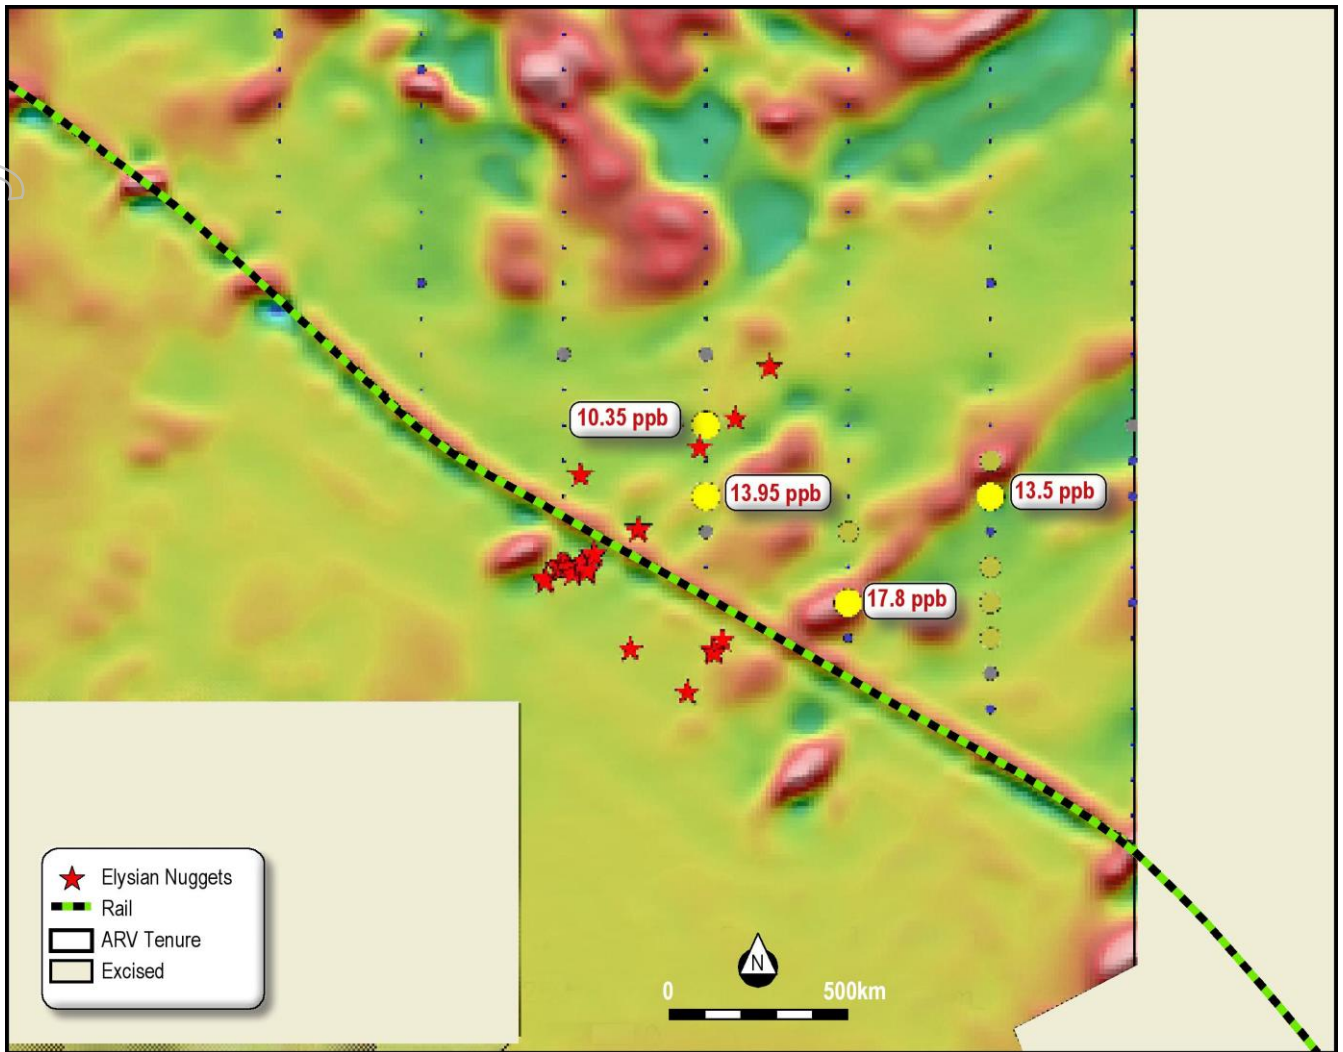 10.35 ppb
13.95 ppb
13.5 ppb
17.8 ppb
Elysian Nuggets
Rail
ARV Tenure
Excised
N
0 500km